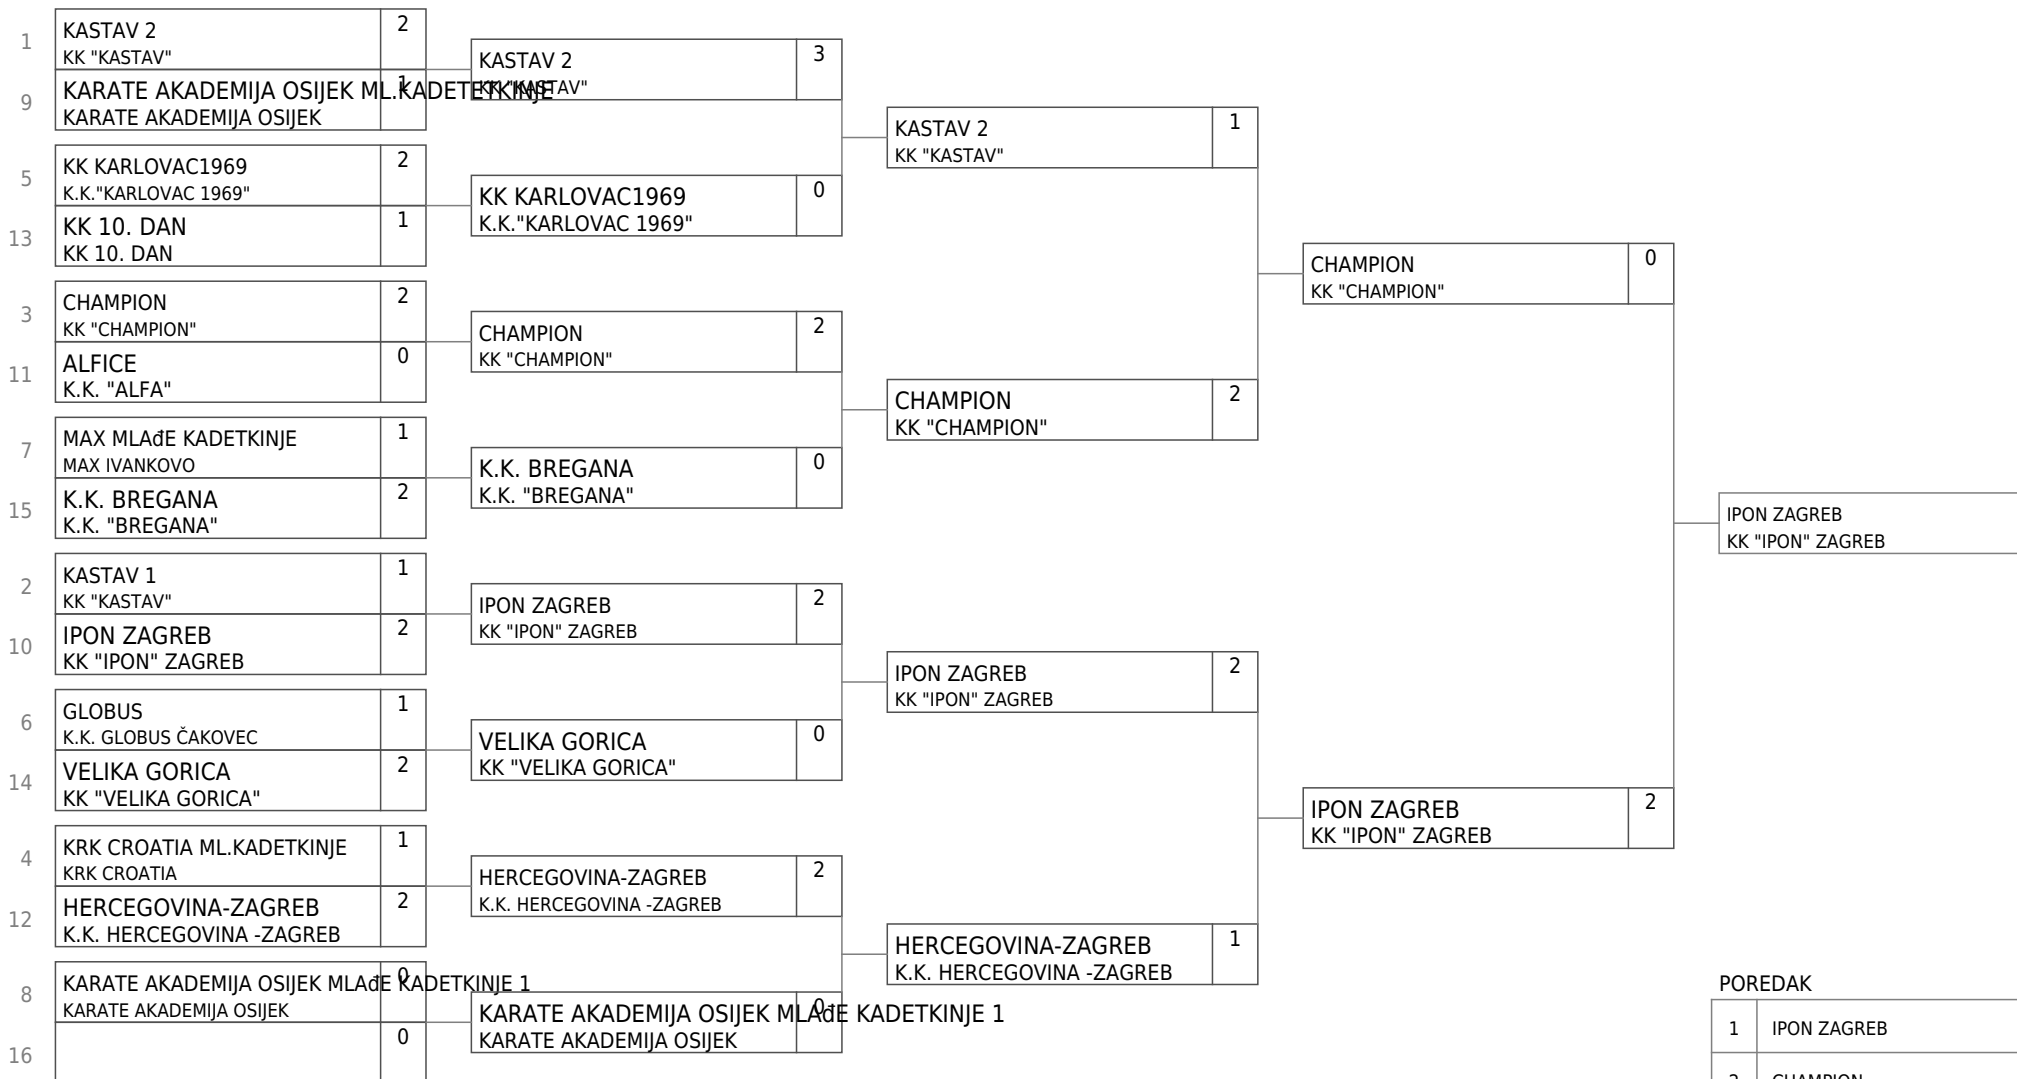 1
KASTAV 2
KK "KASTAV"
2
9
KARATE AKADEMIJA OSIJEK ML.KADETETKINJE
KARATE AKADEMIJA OSIJEK
1
5
KK KARLOVAC1969
K.K."KARLOVAC 1969"
2
13
KK 10. DAN
KK 10. DAN
1
3
CHAMPION
KK "CHAMPION"
2
11
ALFICE
K.K. "ALFA"
0
7
MAX MLAđE KADETKINJE
MAX IVANKOVO
1
15
K.K. BREGANA
K.K. "BREGANA"
2
2
KASTAV 1
KK "KASTAV"
1
10
IPON ZAGREB
KK "IPON" ZAGREB
2
6
GLOBUS
K.K. GLOBUS ČAKOVEC
1
14
VELIKA GORICA
KK "VELIKA GORICA"
2
4
KRK CROATIA ML.KADETKINJE
KRK CROATIA
1
12
HERCEGOVINA-ZAGREB
K.K. HERCEGOVINA -ZAGREB
2
8
KARATE AKADEMIJA OSIJEK MLAđE KADETKINJE 1
KARATE AKADEMIJA OSIJEK
0
16
0
KASTAV 2
KK "KASTAV"
3
KK KARLOVAC1969
K.K."KARLOVAC 1969"
0
CHAMPION
KK "CHAMPION"
2
K.K. BREGANA
K.K. "BREGANA"
0
IPON ZAGREB
KK "IPON" ZAGREB
2
VELIKA GORICA
KK "VELIKA GORICA"
0
HERCEGOVINA-ZAGREB
K.K. HERCEGOVINA -ZAGREB
2
KARATE AKADEMIJA OSIJEK MLAđE KADETKINJE 1
KARATE AKADEMIJA OSIJEK
0
KASTAV 2
KK "KASTAV"
1
CHAMPION
KK "CHAMPION"
2
IPON ZAGREB
KK "IPON" ZAGREB
2
HERCEGOVINA-ZAGREB
K.K. HERCEGOVINA -ZAGREB
1
CHAMPION
KK "CHAMPION"
0
IPON ZAGREB
KK "IPON" ZAGREB
2
IPON ZAGREB
KK "IPON" ZAGREB
POREDAK
1 IPON ZAGREB
2 CHAMPION